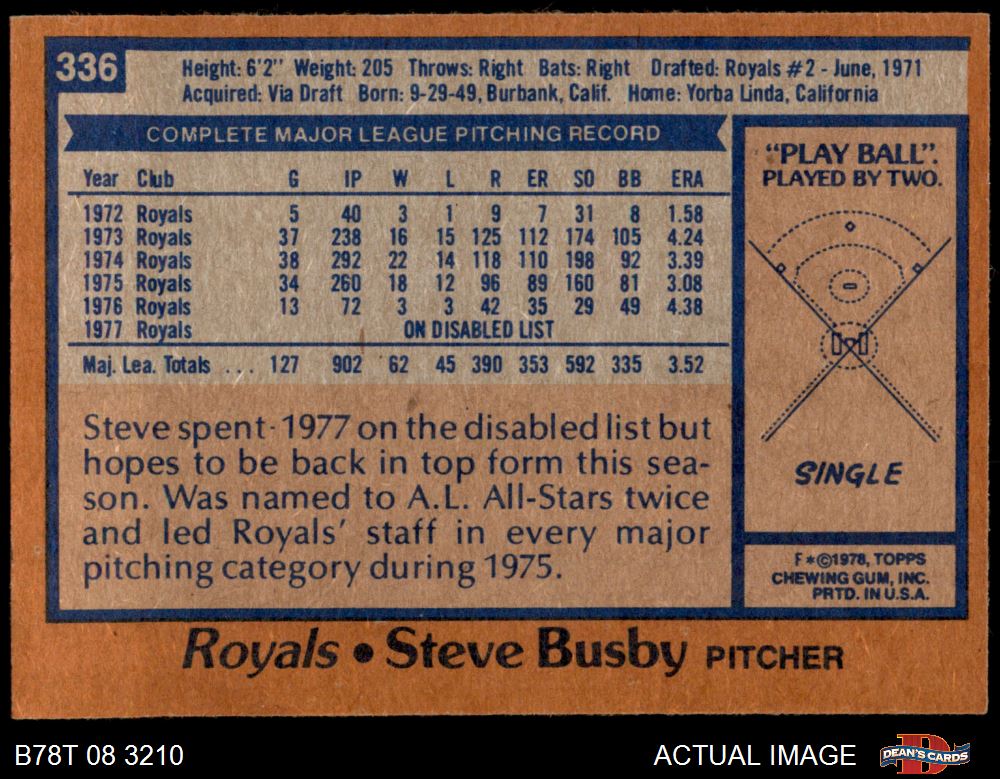 336
Height: 6'2" Weight: 205 Throws: Right Bats: Right Drafted: Royals #2 - June, 1971
Acquired: Via Draft Born: 9-29-49, Burbank, Calif. Home: Yorba Linda, California
COMPLETE MAJOR LEAGUE PITCHING RECORD
Year Club G IP W L R ER SO BB ERA
1972 Royals 5 40 3 1 9 7 31 8 1.58
1973 Royals 37 238 16 15 125 112 174 105 4.24
1974 Royals 38 292 22 14 118 110 198 92 3.39
1975 Royals 34 260 18 12 96 89 160 81 3.08
1976 Royals 13 72 3 3 42 35 29 49 4.38
1977 Royals ON DISABLED LIST
Maj. Lea. Totals ... 127 902 62 45 390 353 592 335 3.52
Steve spent 1977 on the disabled list but
hopes to be back in top form this sea-
son. Was named to A.L. All-Stars twice
and led Royals' staff in every major
pitching category during 1975.
"PLAY BALL".
PLAYED BY TWO.
SINGLE
F*©1978, TOPPS
CHEWING GUM, INC.
PRTD. IN U.S.A.
Royals • Steve Busby PITCHER
B78T 08 3210
ACTUAL IMAGE
DEAN'S CARDS